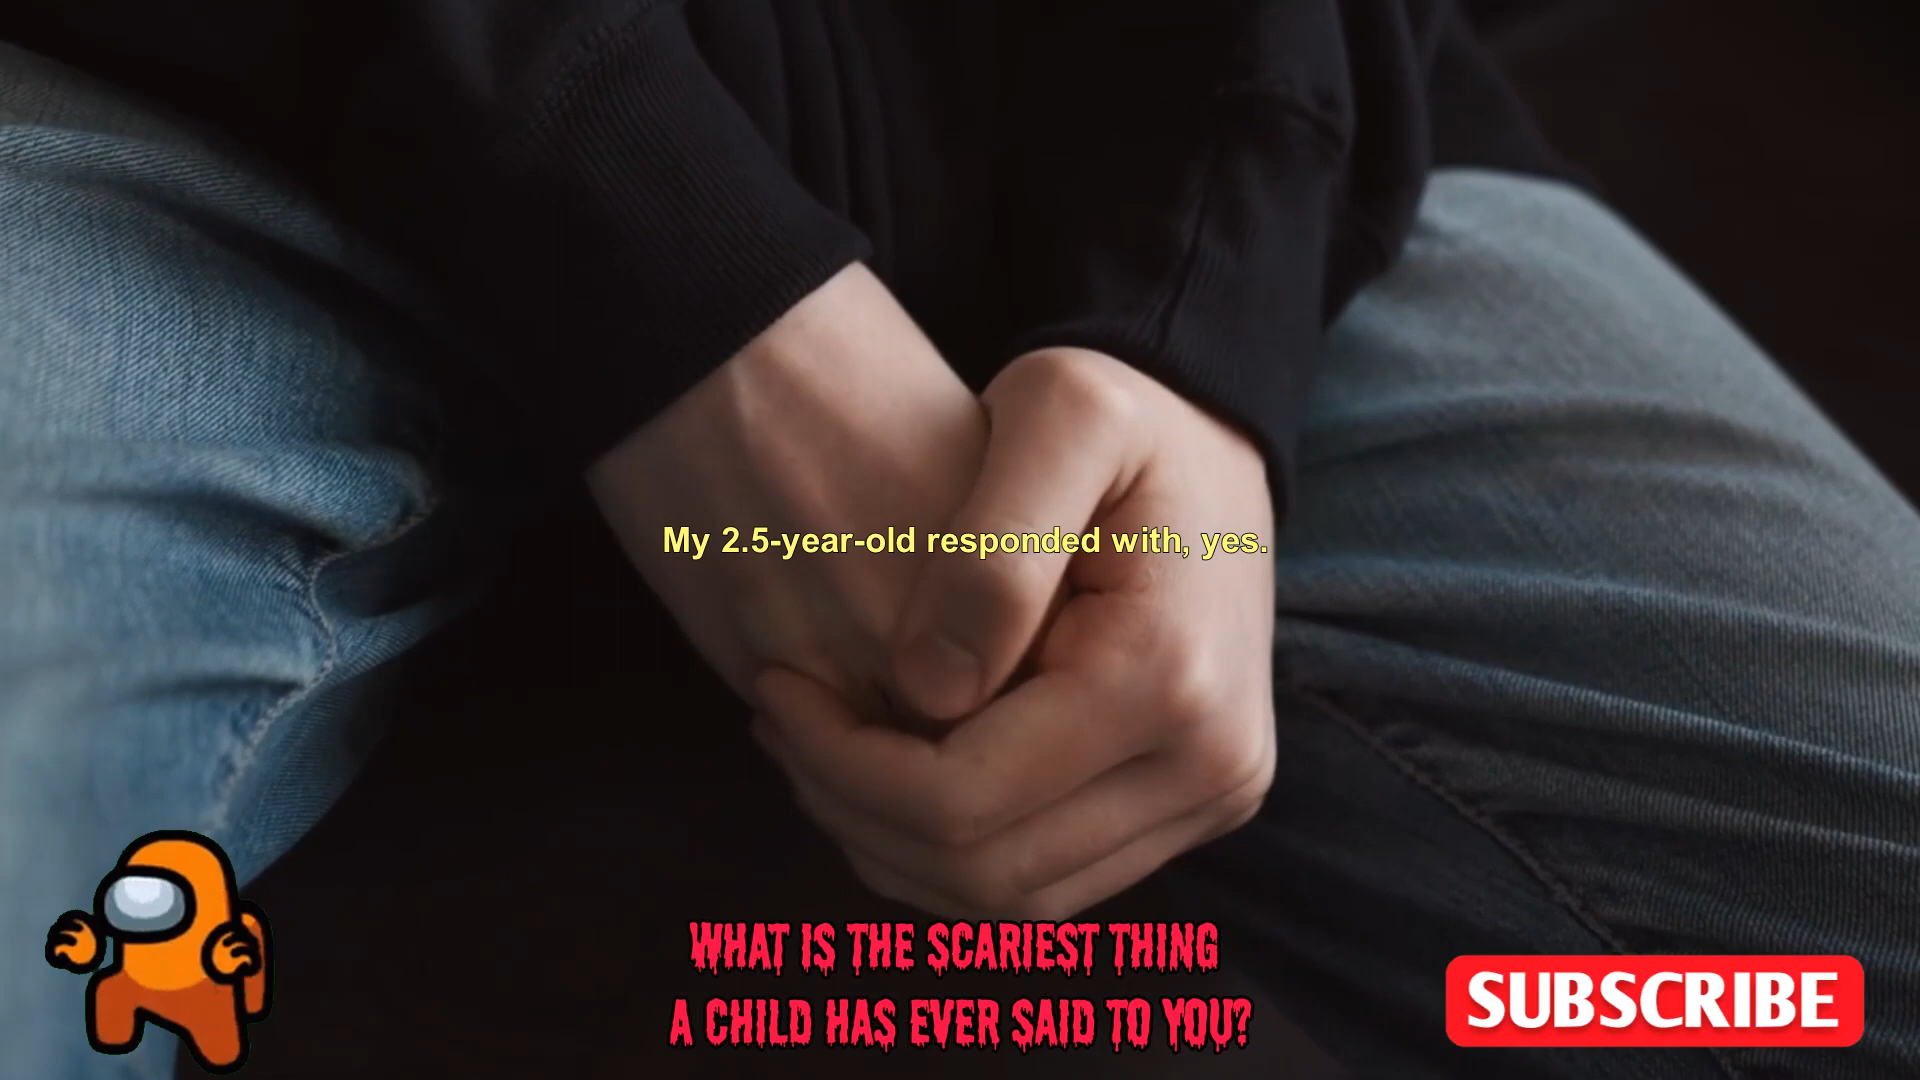 My 2.5-year-old responded with, yes.
WHAT IS THE SCARIEST THING
A CHILD HAS EVER SAID TO YOU?
SUBSCRIBE